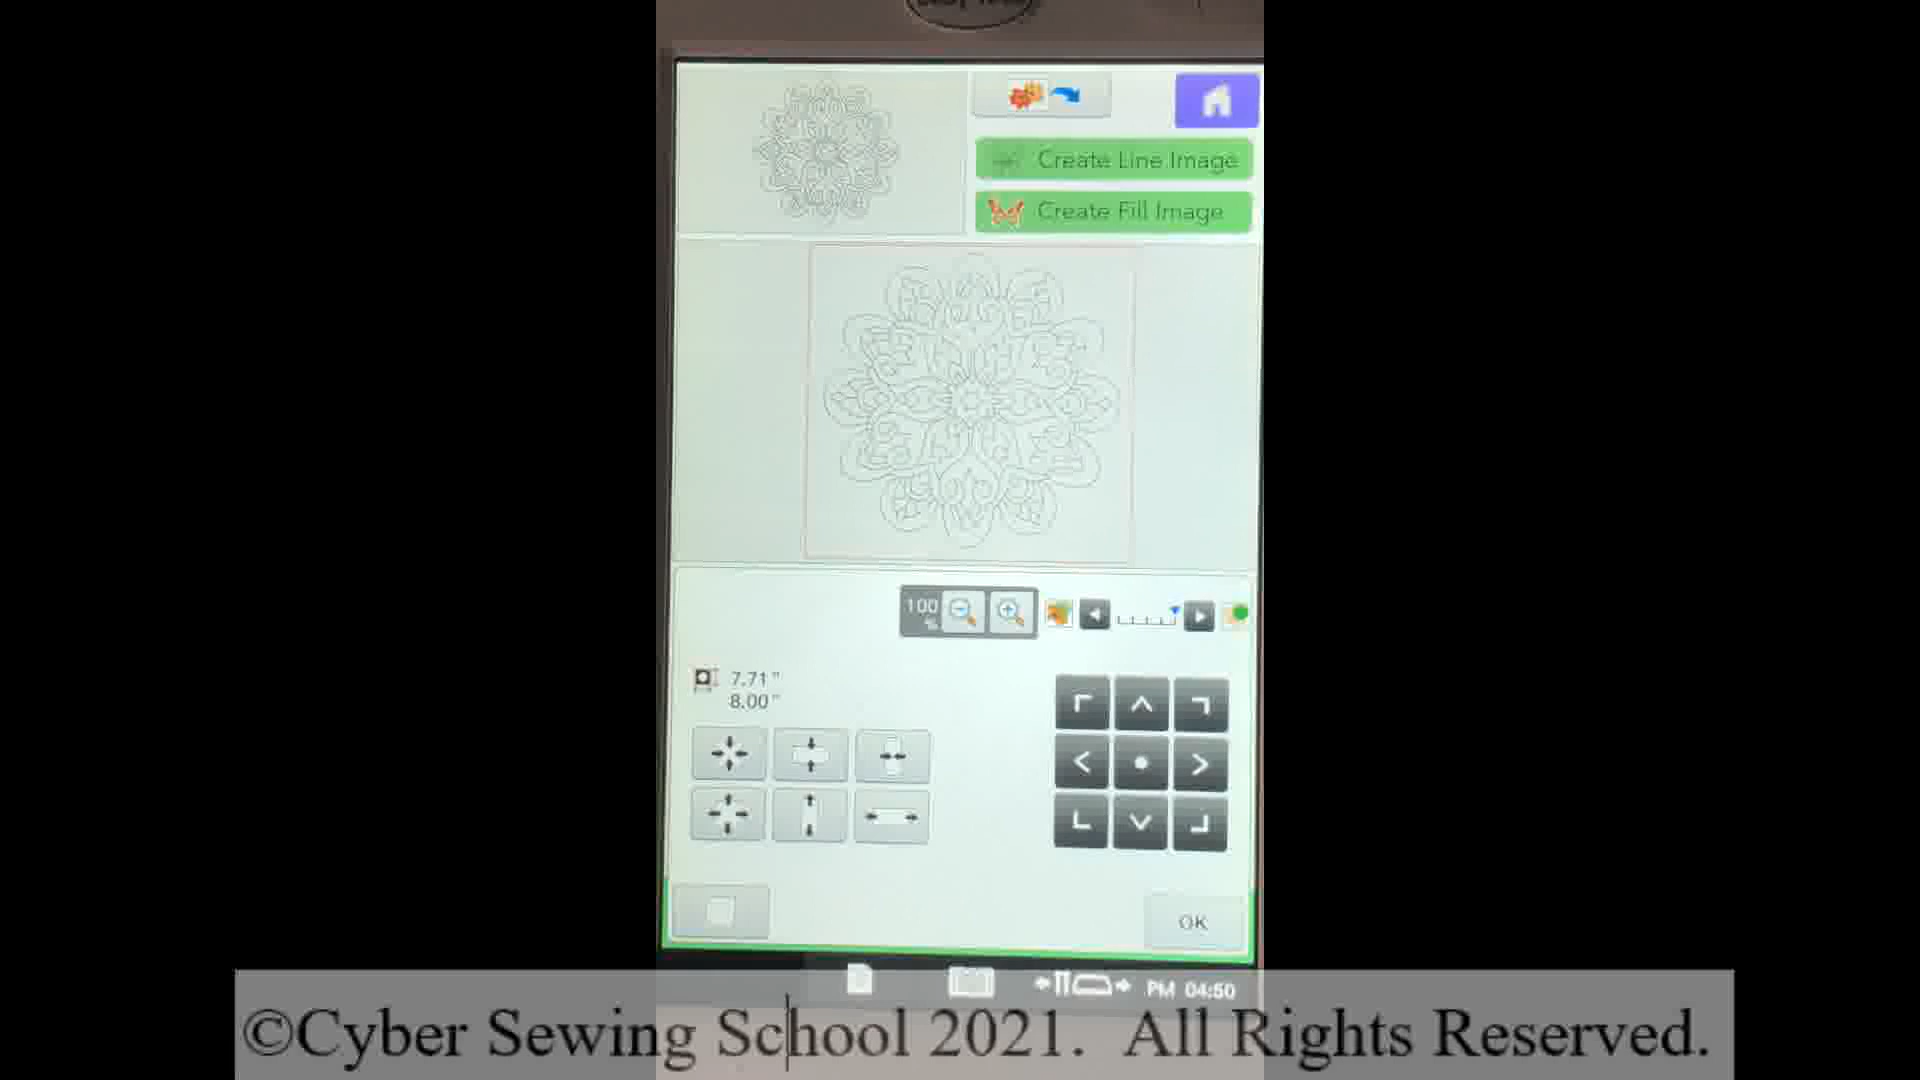 Create Line Image
Create Fill Image
100
%
7.71"
8.00"
OK
PM 04:50
©Cyber Sewing School 2021. All Rights Reserved.